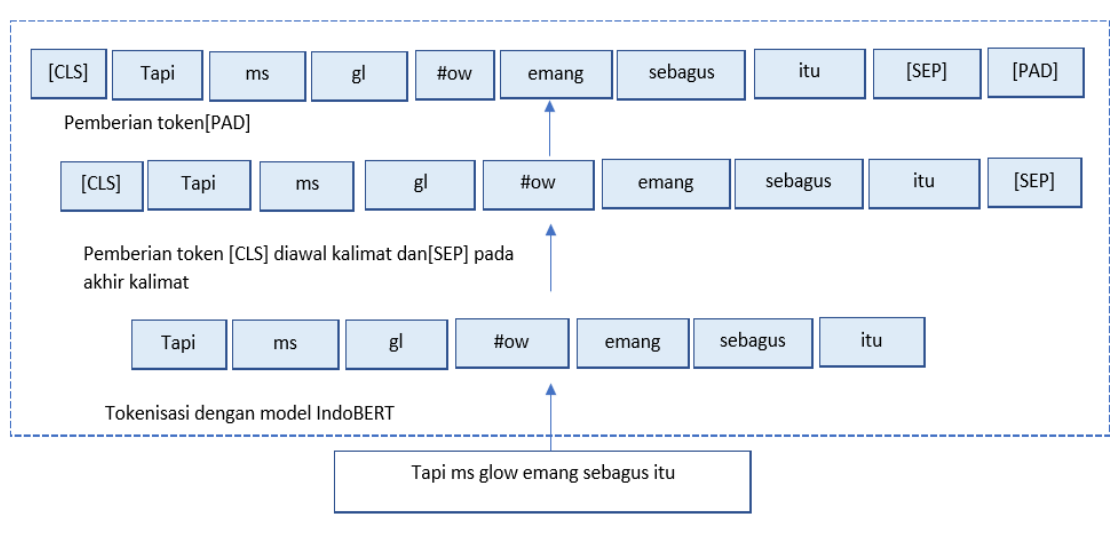 [CLS] Tapi ms gl #ow emang sebagus itu [SEP] [PAD]
Pemberian token[PAD]
[CLS] Tapi ms gl #ow emang sebagus itu [SEP]
Pemberian token [CLS] diawal kalimat dan[SEP] pada
akhir kalimat
Tapi ms gl #ow emang sebagus itu
Tokenisasi dengan model IndoBERT
Tapi ms glow emang sebagus itu